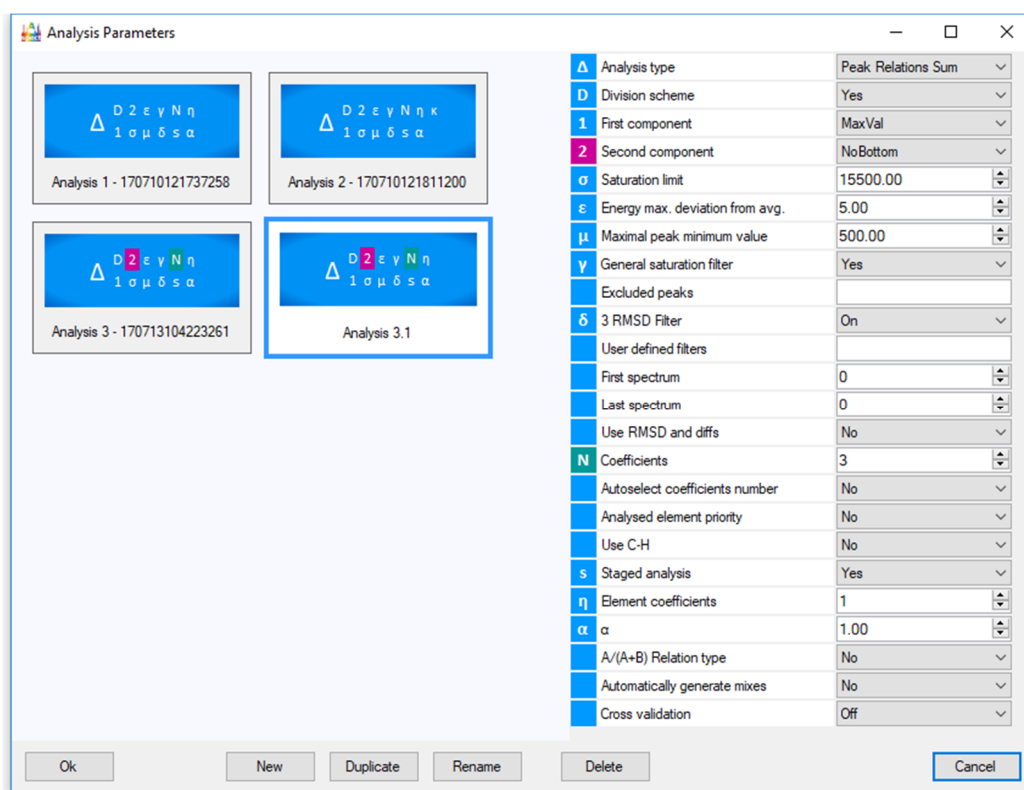 Analysis Parameters
Δ D 2 ε γ N η
1 σ μ δ s α
Analysis 1 - 170710121737258
Δ D 2 ε γ N η κ
1 σ μ δ s α
Analysis 2 - 170710121811200
Δ D 2 ε γ N η
1 σ μ δ s α
Analysis 3 - 170713104223261
Δ D 2 ε γ N η
1 σ μ δ s α
Analysis 3.1
Δ Analysis type Peak Relations Sum
D Division scheme Yes
1 First component MaxVal
2 Second component NoBottom
σ Saturation limit 15500.00
ε Energy max. deviation from avg. 5.00
μ Maximal peak minimum value 500.00
γ General saturation filter Yes
Excluded peaks
δ 3 RMSD Filter On
User defined filters
First spectrum 0
Last spectrum 0
Use RMSD and diffs No
N Coefficients 3
Autoselect coefficients number No
Analysed element priority No
Use C-H No
s Staged analysis Yes
η Element coefficients 1
α α 1.00
A/(A+B) Relation type No
Automatically generate mixes No
Cross validation Off
Ok New Duplicate Rename Delete Cancel